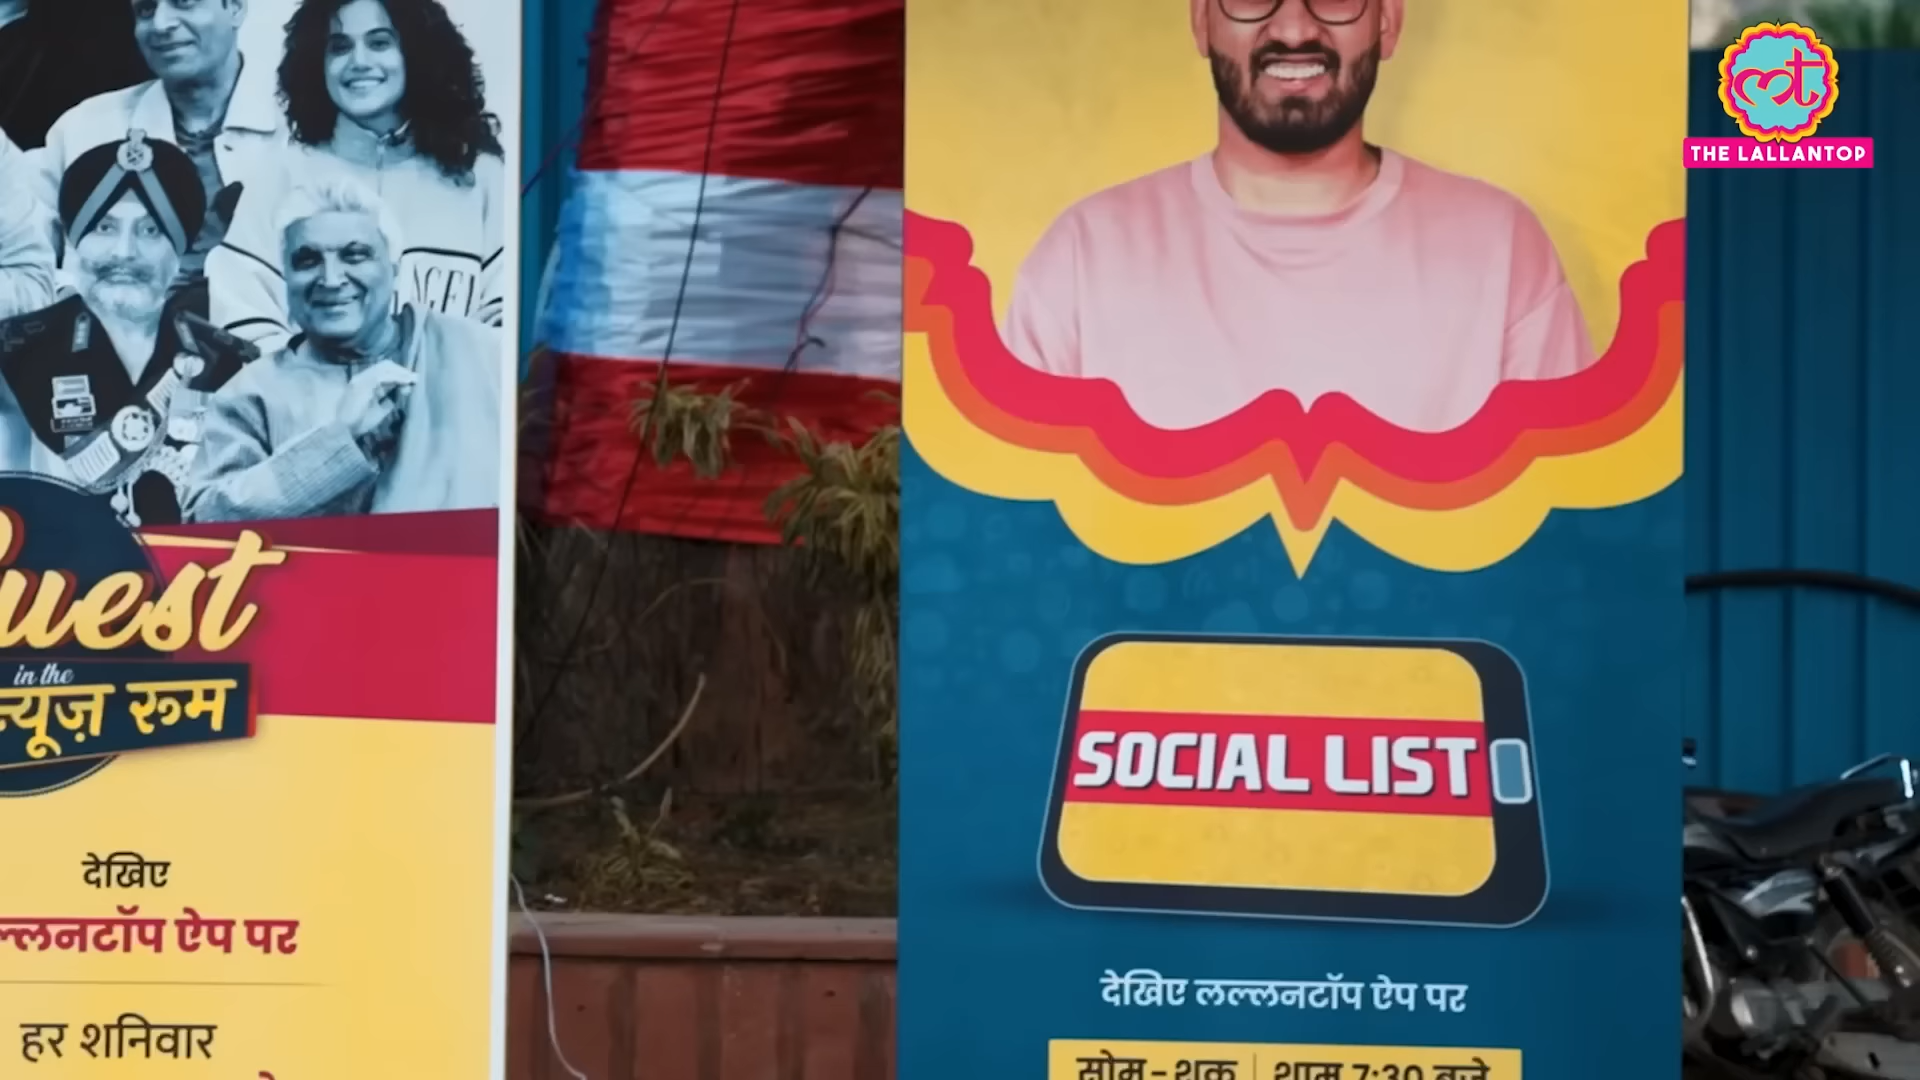 uest
in the
न्यूज़ रूम
देखिए
ल्लनटॉप ऐप पर
हर शनिवार
SOCIAL LIST
देखिए लल्लनटॉप ऐप पर
सोम-शुक्र | शाम 7:30 बजे
THE LALLANTOP